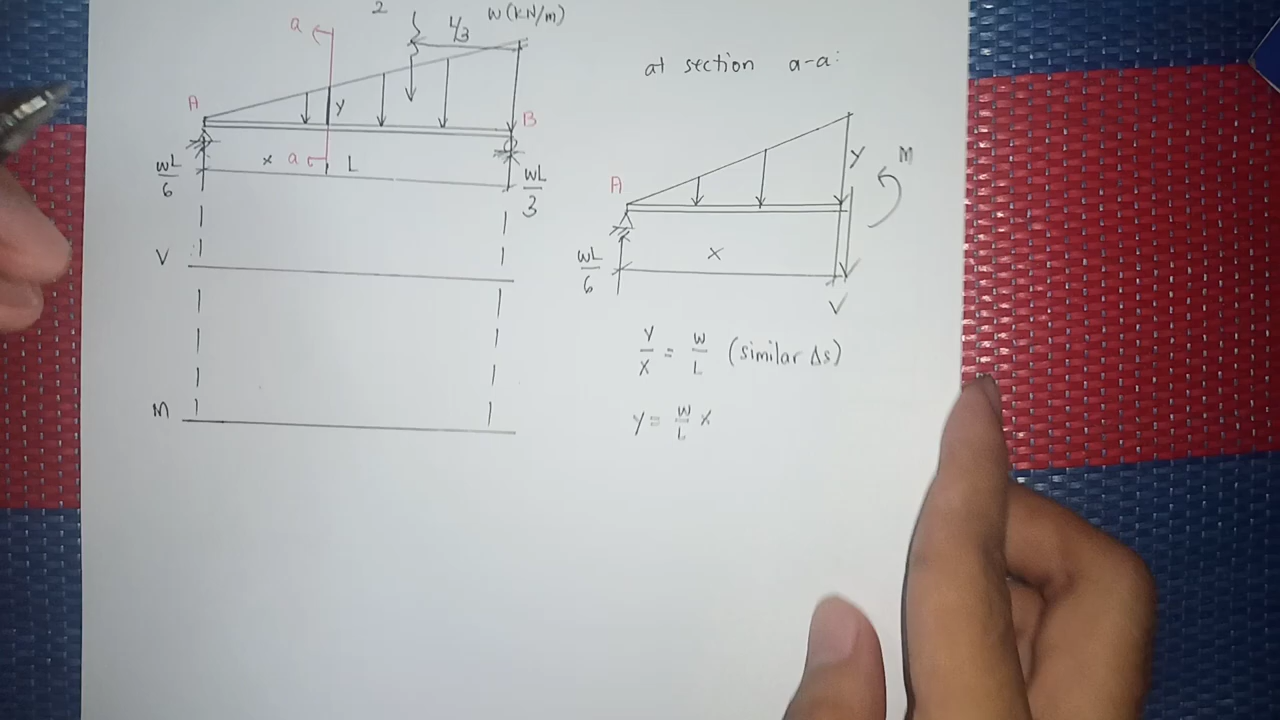 2
L/3
w(kN/m)
a
A
y
B
x
a
L
wL/6
wL/3
V
M
at section a-a:
y
M
A
wL/6
x
V
y/x = w/L (similar Δs)
y = w/L x